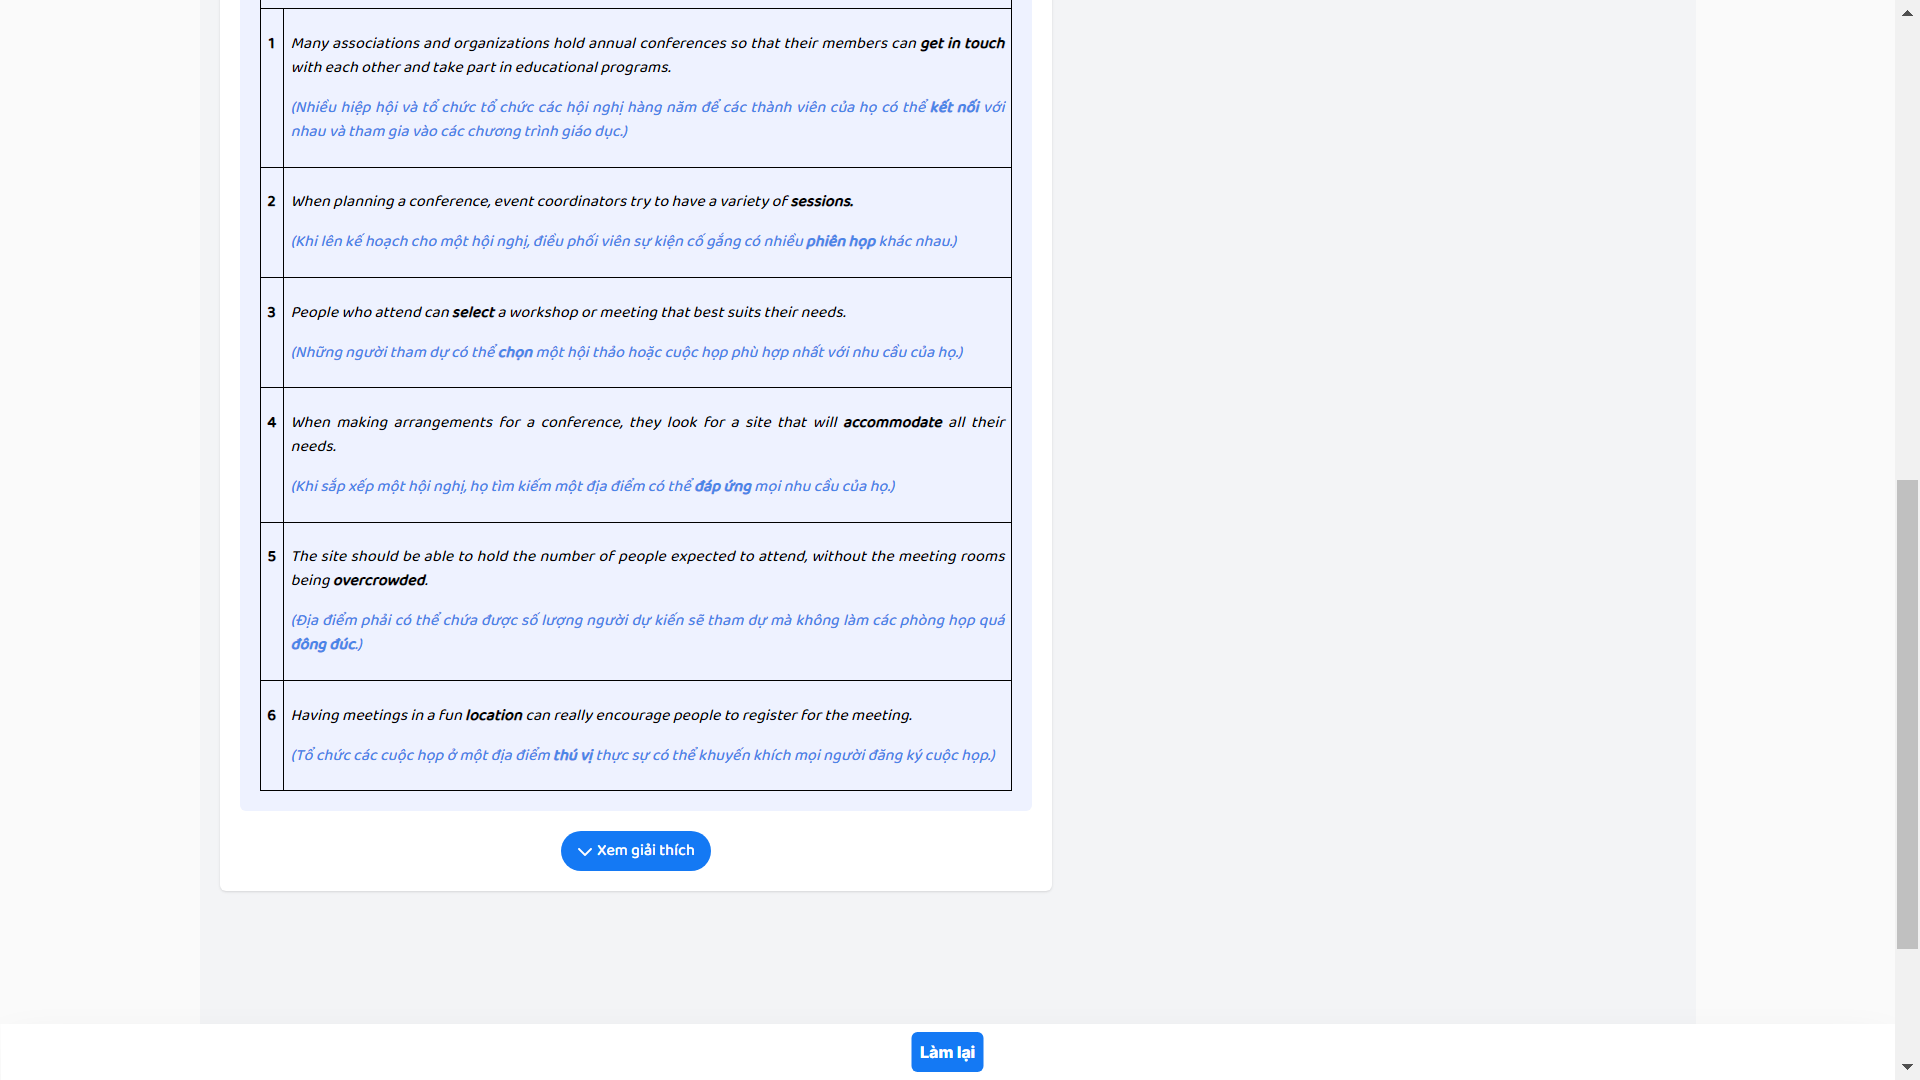 1
Many associations and organizations hold annual conferences so that their members can get in touch
with each other and take part in educational programs.
(Nhiều hiệp hội và tổ chức tổ chức các hội nghị hàng năm để các thành viên của họ có thể kết nối với
nhau và tham gia vào các chương trình giáo dục.)
2
When planning a conference, event coordinators try to have a variety of sessions.
(Khi lên kế hoạch cho một hội nghị, điều phối viên sự kiện cố gắng có nhiều phiên họp khác nhau.)
3
People who attend can select a workshop or meeting that best suits their needs.
(Những người tham dự có thể chọn một hội thảo hoặc cuộc họp phù hợp nhất với nhu cầu của họ.)
4
When making arrangements for a conference, they look for a site that will accommodate all their
needs.
(Khi sắp xếp một hội nghị, họ tìm kiếm một địa điểm có thể đáp ứng mọi nhu cầu của họ.)
5
The site should be able to hold the number of people expected to attend, without the meeting rooms
being overcrowded.
(Địa điểm phải có thể chứa được số lượng người dự kiến sẽ tham dự mà không làm các phòng họp quá
đông đúc.)
6
Having meetings in a fun location can really encourage people to register for the meeting.
(Tổ chức các cuộc họp ở một địa điểm thú vị thực sự có thể khuyến khích mọi người đăng ký cuộc họp.)
Xem giải thích
Làm lại